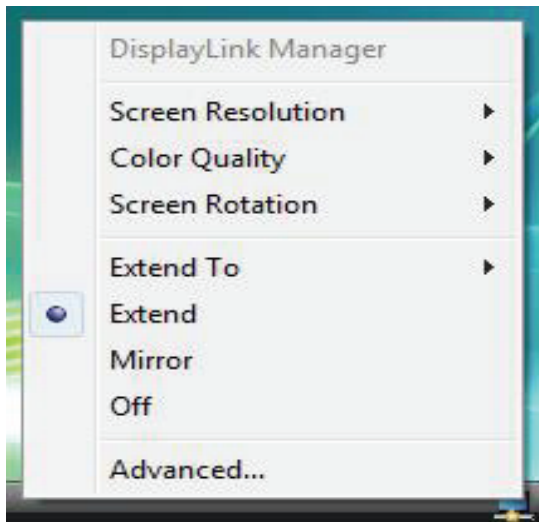 DisplayLink Manager
Screen Resolution
Color Quality
Screen Rotation
Extend To
Extend
Mirror
Off
Advanced...